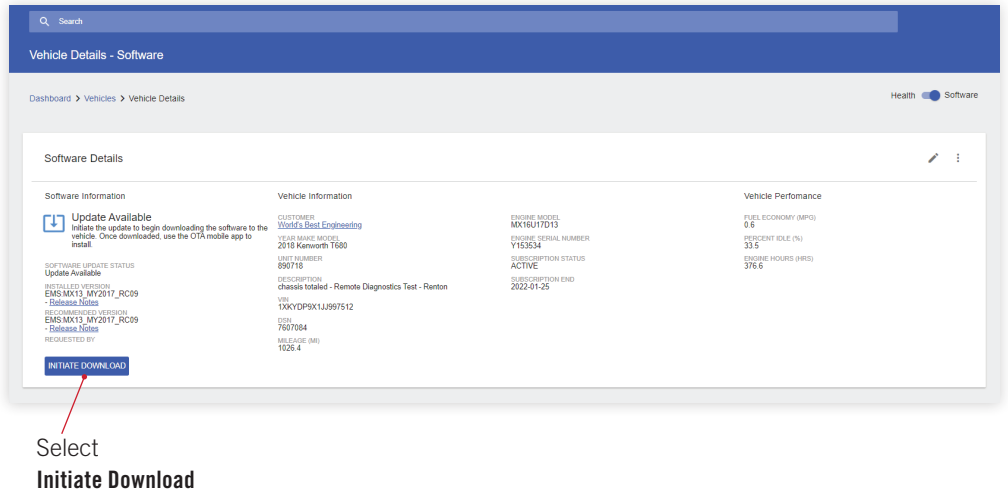 Search
Vehicle Details - Software
Dashboard > Vehicles > Vehicle Details
Health Software
Software Details
Software Information
Update Available
Initiate the update to begin downloading the software to the
vehicle. Once downloaded, use the OTA mobile app to
install.
SOFTWARE UPDATE STATUS
Update Available
INSTALLED VERSION
EMS:MX13_MY2017_RC09
- Release Notes
RECOMMENDED VERSION
EMS:MX13_MY2017_RC09
- Release Notes
REQUESTED BY
INITIATE DOWNLOAD
Vehicle Information
CUSTOMER
World's Best Engineering
YEAR MAKE MODEL
2018 Kenworth T680
UNIT NUMBER
890718
DESCRIPTION
chassis totaled - Remote Diagnostics Test - Renton
VIN
1XKYDP9X1JJ997512
DSN
7607084
MILEAGE (MI)
1026.4
ENGINE MODEL
MX16U17D13
ENGINE SERIAL NUMBER
Y153534
SUBSCRIPTION STATUS
ACTIVE
SUBSCRIPTION END
2022-01-25
Vehicle Perfomance
FUEL ECONOMY (MPG)
0.6
PERCENT IDLE (%)
33.5
ENGINE HOURS (HRS)
376.6
Select
Initiate Download